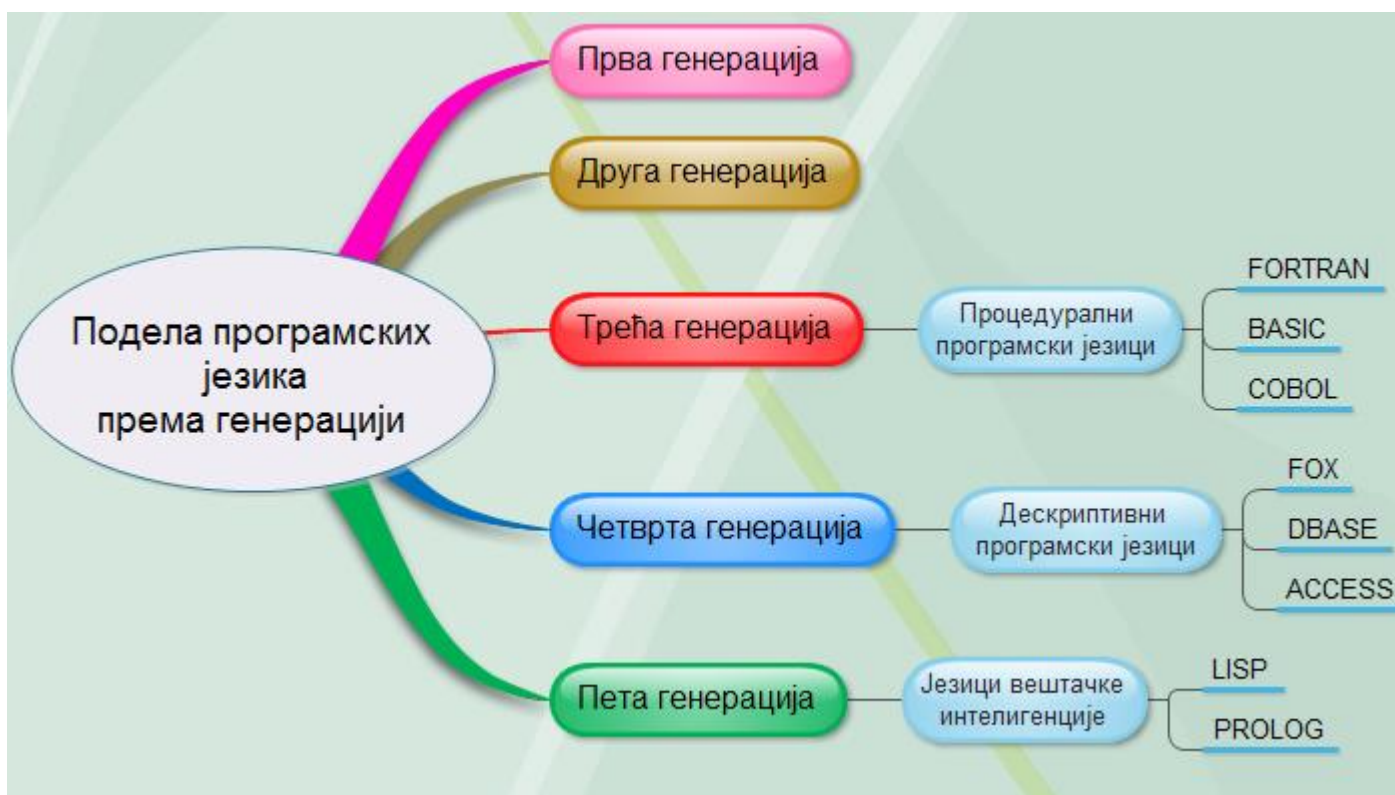 Подела програмских
језика
према генерацији
Прва генерација
Друга генерација
Трећа генерација
Процедурални
програмски језици
FORTRAN
BASIC
COBOL
Четврта генерација
Дескриптивни
програмски језици
FOX
DBASE
ACCESS
Пета генерација
Језици вештачке
интелигенције
LISP
PROLOG